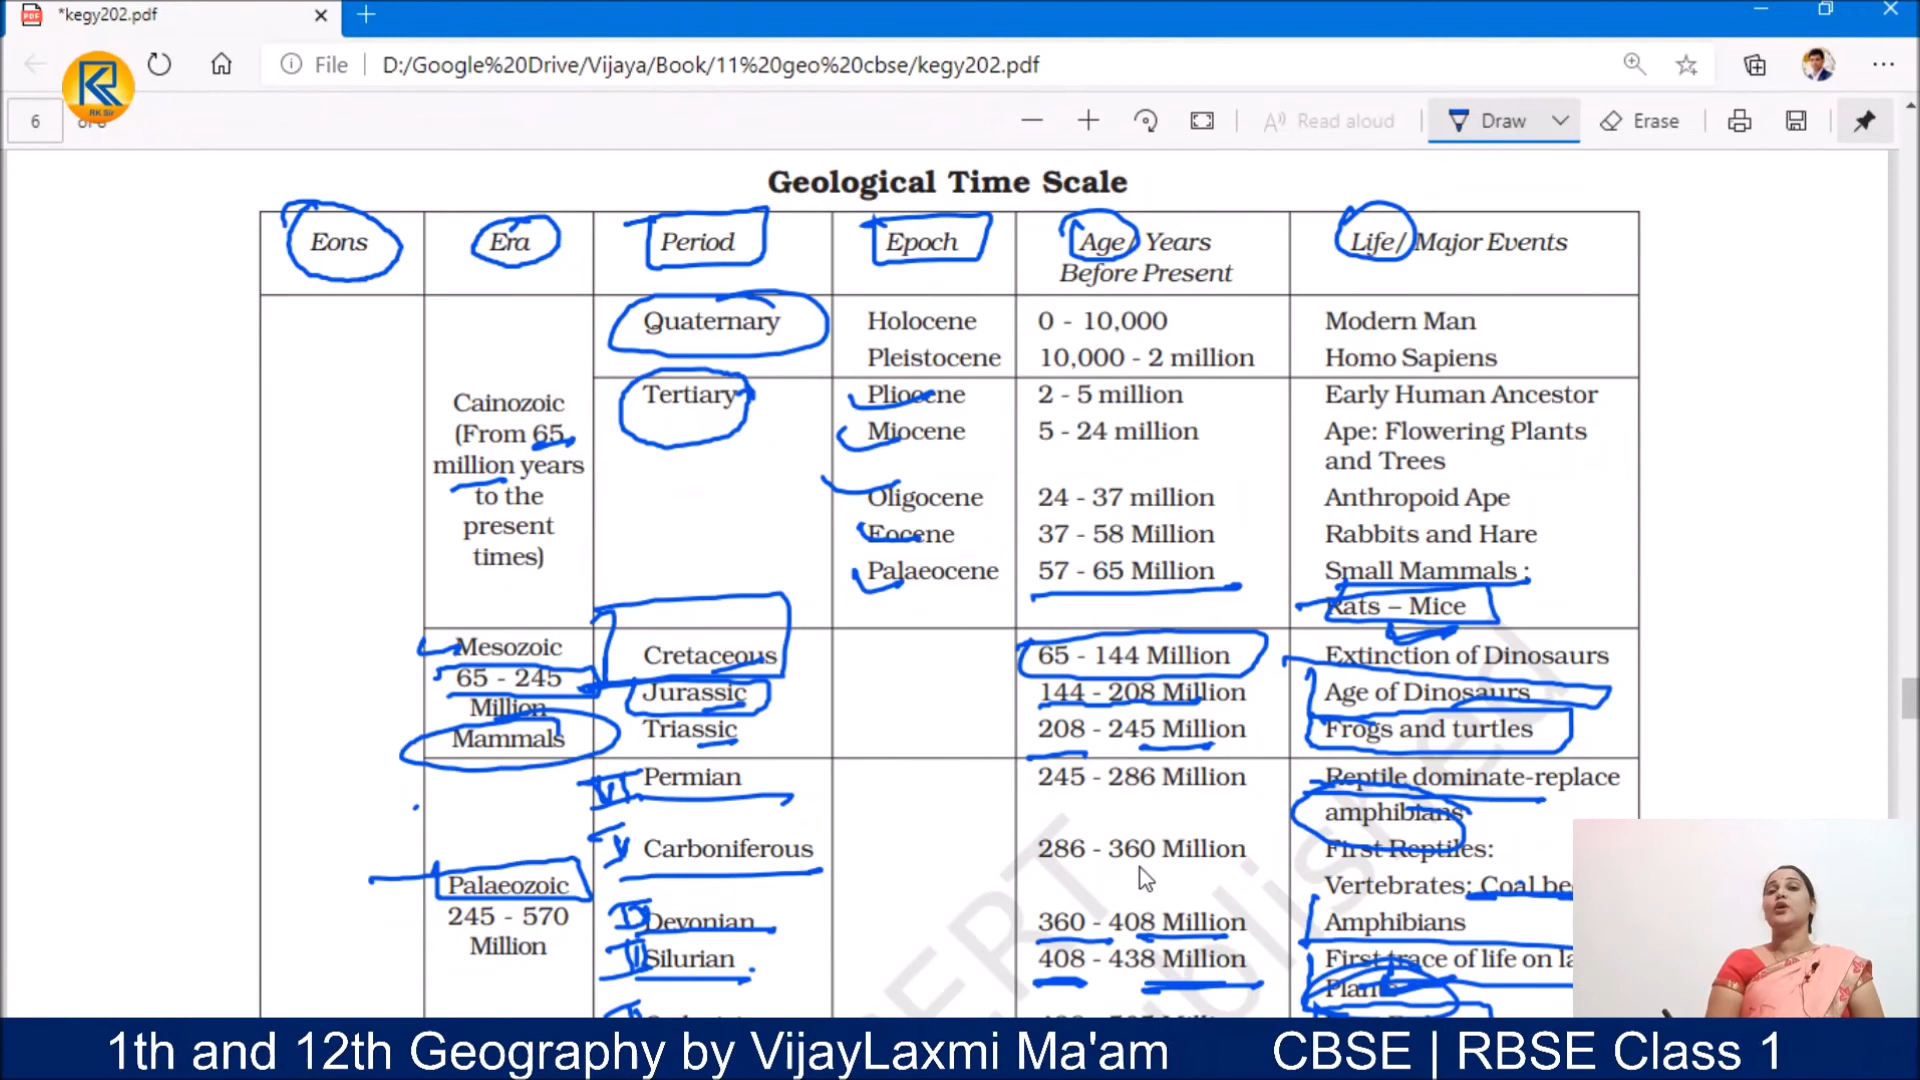 *kegy202.pdf
File
D:/Google%20Drive/Vijaya/Book/11%20geo%20cbse/kegy202.pdf
RK Sir
6
Read aloud
Draw
Erase
Geological Time Scale
Eons Era Period Epoch Age/ Years Before Present Life/ Major Events
Quaternary Holocene 0 - 10,000 Modern Man
Pleistocene 10,000 - 2 million Homo Sapiens
Tertiary Pliocene 2 - 5 million Early Human Ancestor
Cainozoic
(From 65
million years
to the
present
times)
Miocene 5 - 24 million Ape: Flowering Plants
and Trees
Oligocene 24 - 37 million Anthropoid Ape
Eocene 37 - 58 Million Rabbits and Hare
Palaeocene 57 - 65 Million Small Mammals :
Rats – Mice
Mesozoic
65 - 245
Million
Mammals
Cretaceous 65 - 144 Million Extinction of Dinosaurs
Jurassic 144 - 208 Million Age of Dinosaurs
Triassic 208 - 245 Million Frogs and turtles
VI Permian 245 - 286 Million Reptile dominate-replace
amphibians
V Carboniferous 286 - 360 Million First Reptiles:
Vertebrates: Coal be
Palaeozoic
245 - 570
Million
IV Devonian 360 - 408 Million Amphibians
Silurian 408 - 438 Million First trace of life on la
Plants
1th and 12th Geography by VijayLaxmi Ma'am CBSE | RBSE Class 1